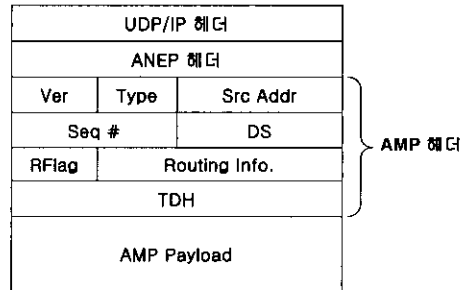 UDP/IP 헤더
ANEP 헤더
Ver Type Src Addr
Seq # DS
RFlag Routing Info.
AMP 헤더
TDH
AMP Payload